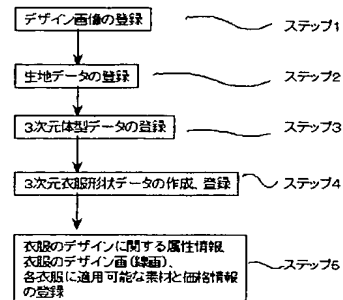 デザイン画像の登録
ステップ1
生地データの登録
ステップ2
3次元体型データの登録
ステップ3
3次元衣服形状データの作成、登録
ステップ4
衣服のデザインに関する属性情報
衣服のデザイン画(線画)、
各衣服に適用可能な素材と価格情報
の登録
ステップ5